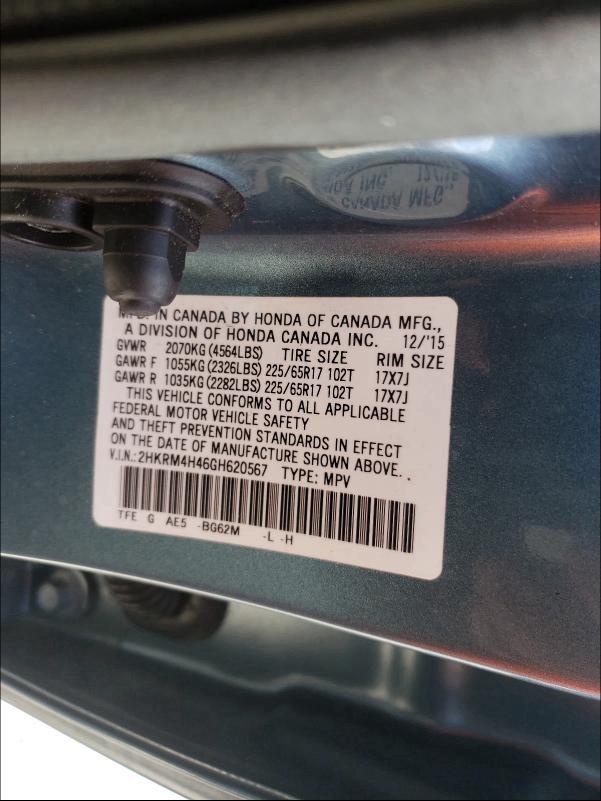 MFD. IN CANADA BY HONDA OF CANADA MFG.,
A DIVISION OF HONDA CANADA INC. 12/'15
GVWR 2070KG (4564LBS) TIRE SIZE RIM SIZE
GAWR F 1055KG (2326LBS) 225/65R17 102T 17X7J
GAWR R 1035KG (2282LBS) 225/65R17 102T 17X7J
THIS VEHICLE CONFORMS TO ALL APPLICABLE
FEDERAL MOTOR VEHICLE SAFETY
AND THEFT PREVENTION STANDARDS IN EFFECT
ON THE DATE OF MANUFACTURE SHOWN ABOVE.
V.I.N.:2HKRM4H46GH620567 TYPE: MPV
TFE G AE5 -BG62M -L -H